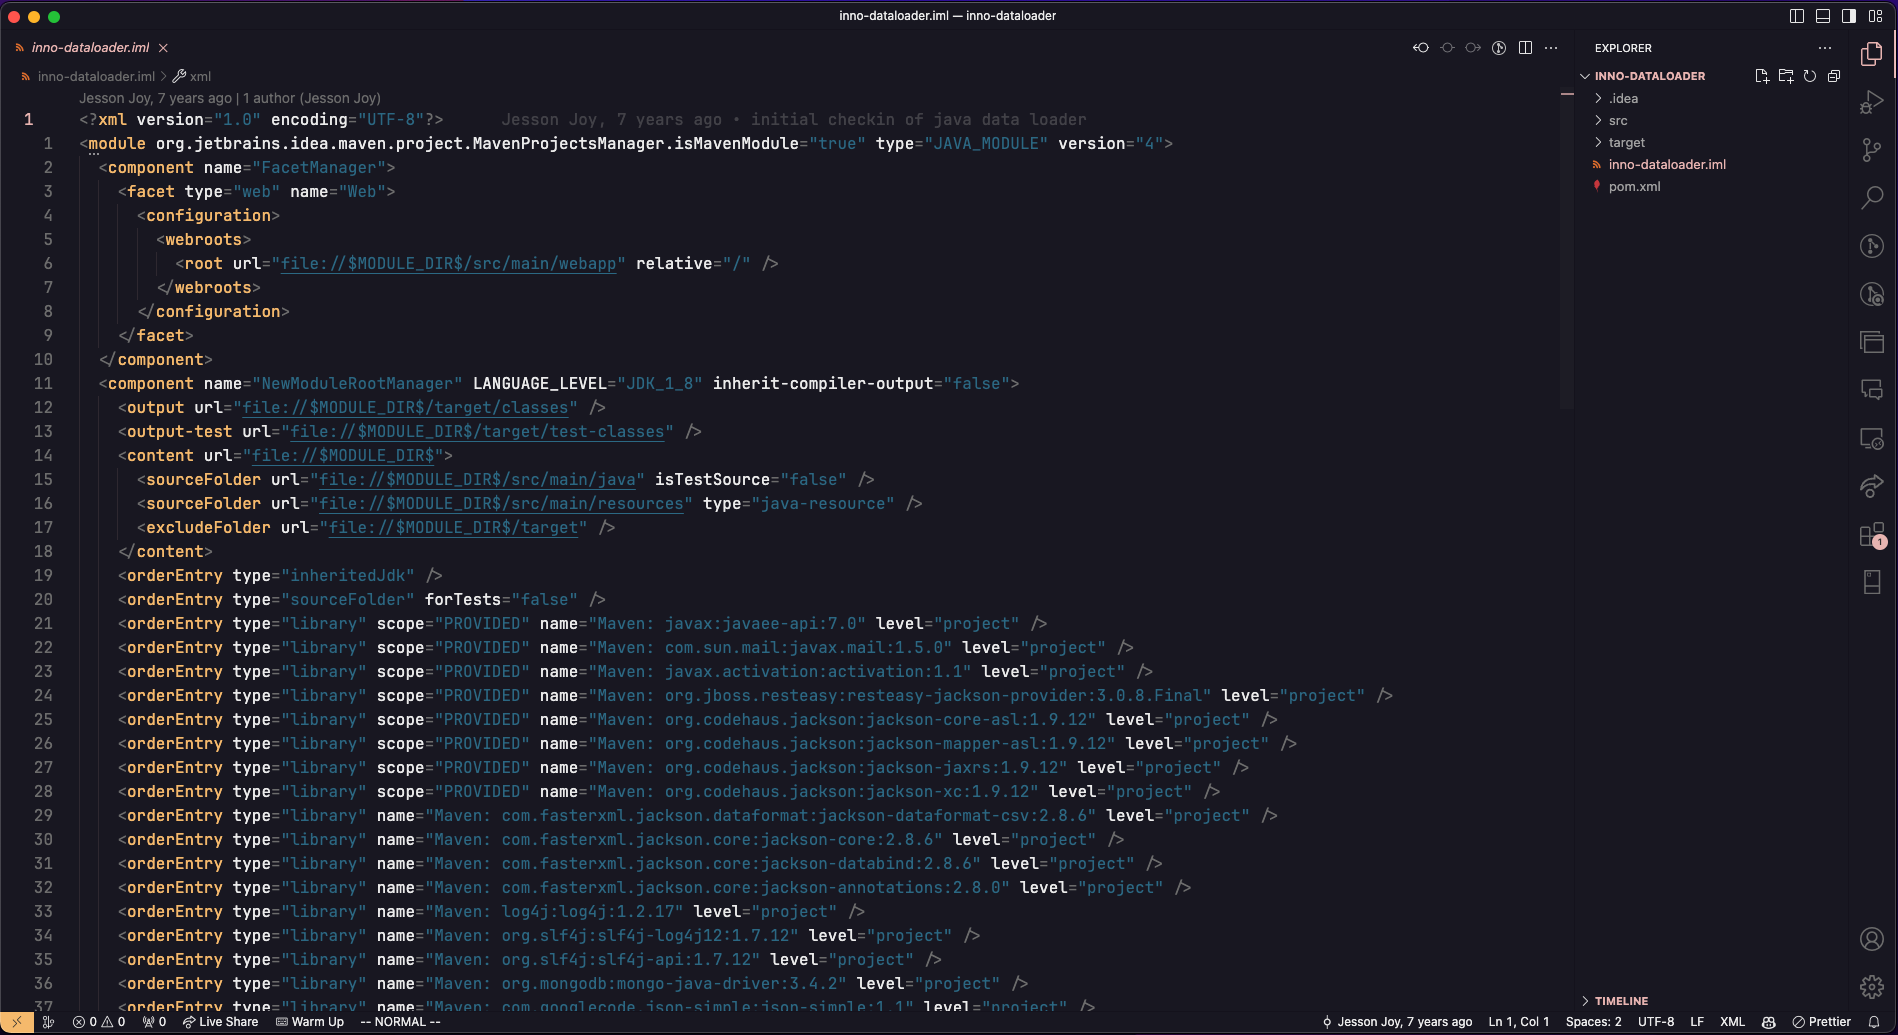 inno-dataloader.iml — inno-dataloader
inno-dataloader.iml
inno-dataloader.iml > xml
Jesson Joy, 7 years ago | 1 author (Jesson Joy)
1 <?xml version="1.0" encoding="UTF-8"?> Jesson Joy, 7 years ago • initial checkin of java data loader
1 <module org.jetbrains.idea.maven.project.MavenProjectsManager.isMavenModule="true" type="JAVA_MODULE" version="4">
2 <component name="FacetManager">
3 <facet type="web" name="Web">
4 <configuration>
5 <webroots>
6 <root url="file://$MODULE_DIR$/src/main/webapp" relative="/" />
7 </webroots>
8 </configuration>
9 </facet>
10 </component>
11 <component name="NewModuleRootManager" LANGUAGE_LEVEL="JDK_1_8" inherit-compiler-output="false">
12 <output url="file://$MODULE_DIR$/target/classes" />
13 <output-test url="file://$MODULE_DIR$/target/test-classes" />
14 <content url="file://$MODULE_DIR$">
15 <sourceFolder url="file://$MODULE_DIR$/src/main/java" isTestSource="false" />
16 <sourceFolder url="file://$MODULE_DIR$/src/main/resources" type="java-resource" />
17 <excludeFolder url="file://$MODULE_DIR$/target" />
18 </content>
19 <orderEntry type="inheritedJdk" />
20 <orderEntry type="sourceFolder" forTests="false" />
21 <orderEntry type="library" scope="PROVIDED" name="Maven: javax:javaee-api:7.0" level="project" />
22 <orderEntry type="library" scope="PROVIDED" name="Maven: com.sun.mail:javax.mail:1.5.0" level="project" />
23 <orderEntry type="library" scope="PROVIDED" name="Maven: javax.activation:activation:1.1" level="project" />
24 <orderEntry type="library" scope="PROVIDED" name="Maven: org.jboss.resteasy:resteasy-jackson-provider:3.0.8.Final" level="project" />
25 <orderEntry type="library" scope="PROVIDED" name="Maven: org.codehaus.jackson:jackson-core-asl:1.9.12" level="project" />
26 <orderEntry type="library" scope="PROVIDED" name="Maven: org.codehaus.jackson:jackson-mapper-asl:1.9.12" level="project" />
27 <orderEntry type="library" scope="PROVIDED" name="Maven: org.codehaus.jackson:jackson-jaxrs:1.9.12" level="project" />
28 <orderEntry type="library" scope="PROVIDED" name="Maven: org.codehaus.jackson:jackson-xc:1.9.12" level="project" />
29 <orderEntry type="library" name="Maven: com.fasterxml.jackson.dataformat:jackson-dataformat-csv:2.8.6" level="project" />
30 <orderEntry type="library" name="Maven: com.fasterxml.jackson.core:jackson-core:2.8.6" level="project" />
31 <orderEntry type="library" name="Maven: com.fasterxml.jackson.core:jackson-databind:2.8.6" level="project" />
32 <orderEntry type="library" name="Maven: com.fasterxml.jackson.core:jackson-annotations:2.8.0" level="project" />
33 <orderEntry type="library" name="Maven: log4j:log4j:1.2.17" level="project" />
34 <orderEntry type="library" name="Maven: org.slf4j:slf4j-log4j12:1.7.12" level="project" />
35 <orderEntry type="library" name="Maven: org.slf4j:slf4j-api:1.7.12" level="project" />
36 <orderEntry type="library" name="Maven: org.mongodb:mongo-java-driver:3.4.2" level="project" />
37 <orderEntry type="library" name="Maven: com.googlecode.json-simple:json-simple:1.1" level="project" />
EXPLORER
INNO-DATALOADER
.idea
src
target
inno-dataloader.iml
pom.xml
1
TIMELINE
0 0 0 Live Share Warm Up -- NORMAL -- Jesson Joy, 7 years ago Ln 1, Col 1 Spaces: 2 UTF-8 LF XML Prettier